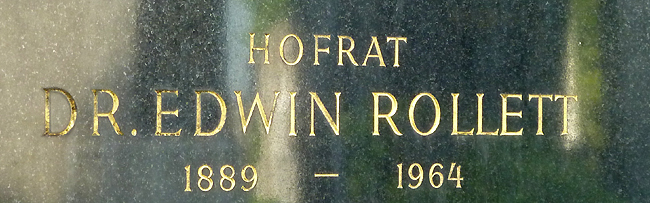 HOFRAT
DR. EDWIN ROLLETT
1889 – 1964